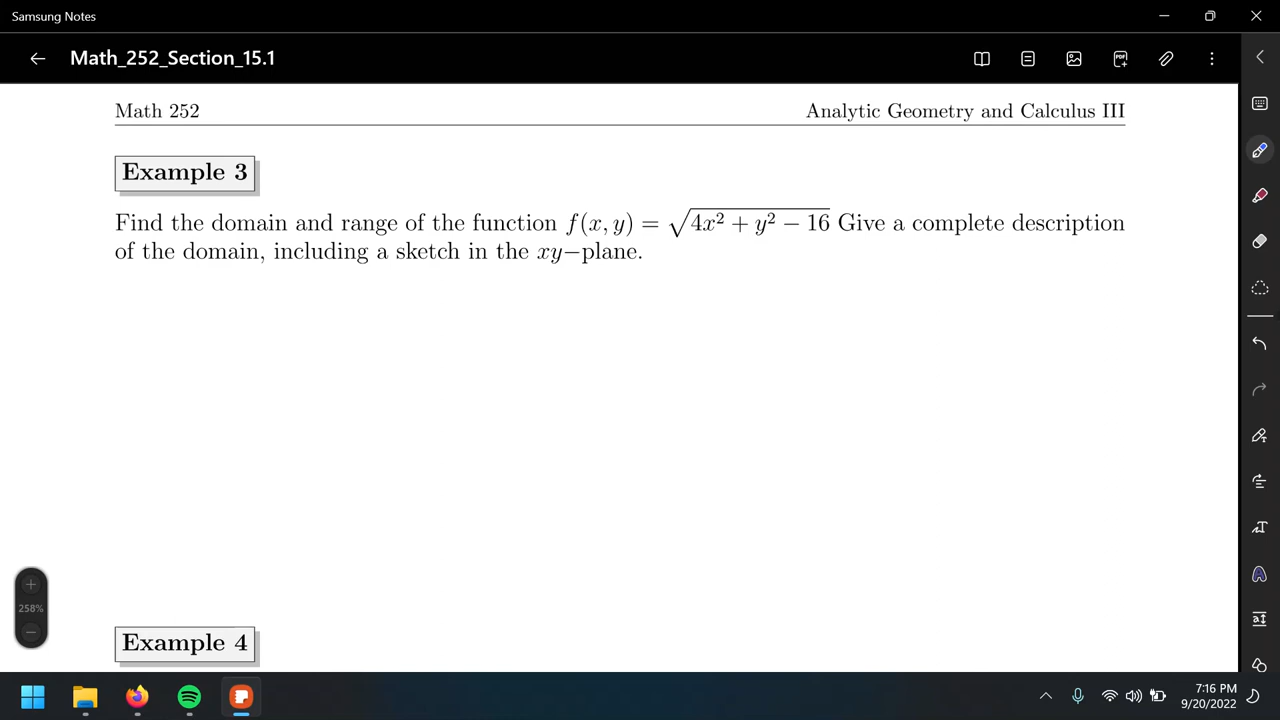 Samsung Notes
Math_252_Section_15.1
Math 252
Analytic Geometry and Calculus III
Example 3
Find the domain and range of the function f(x, y) = √(4x² + y² − 16) Give a complete description
of the domain, including a sketch in the xy−plane.
258%
Example 4
7:16 PM
9/20/2022